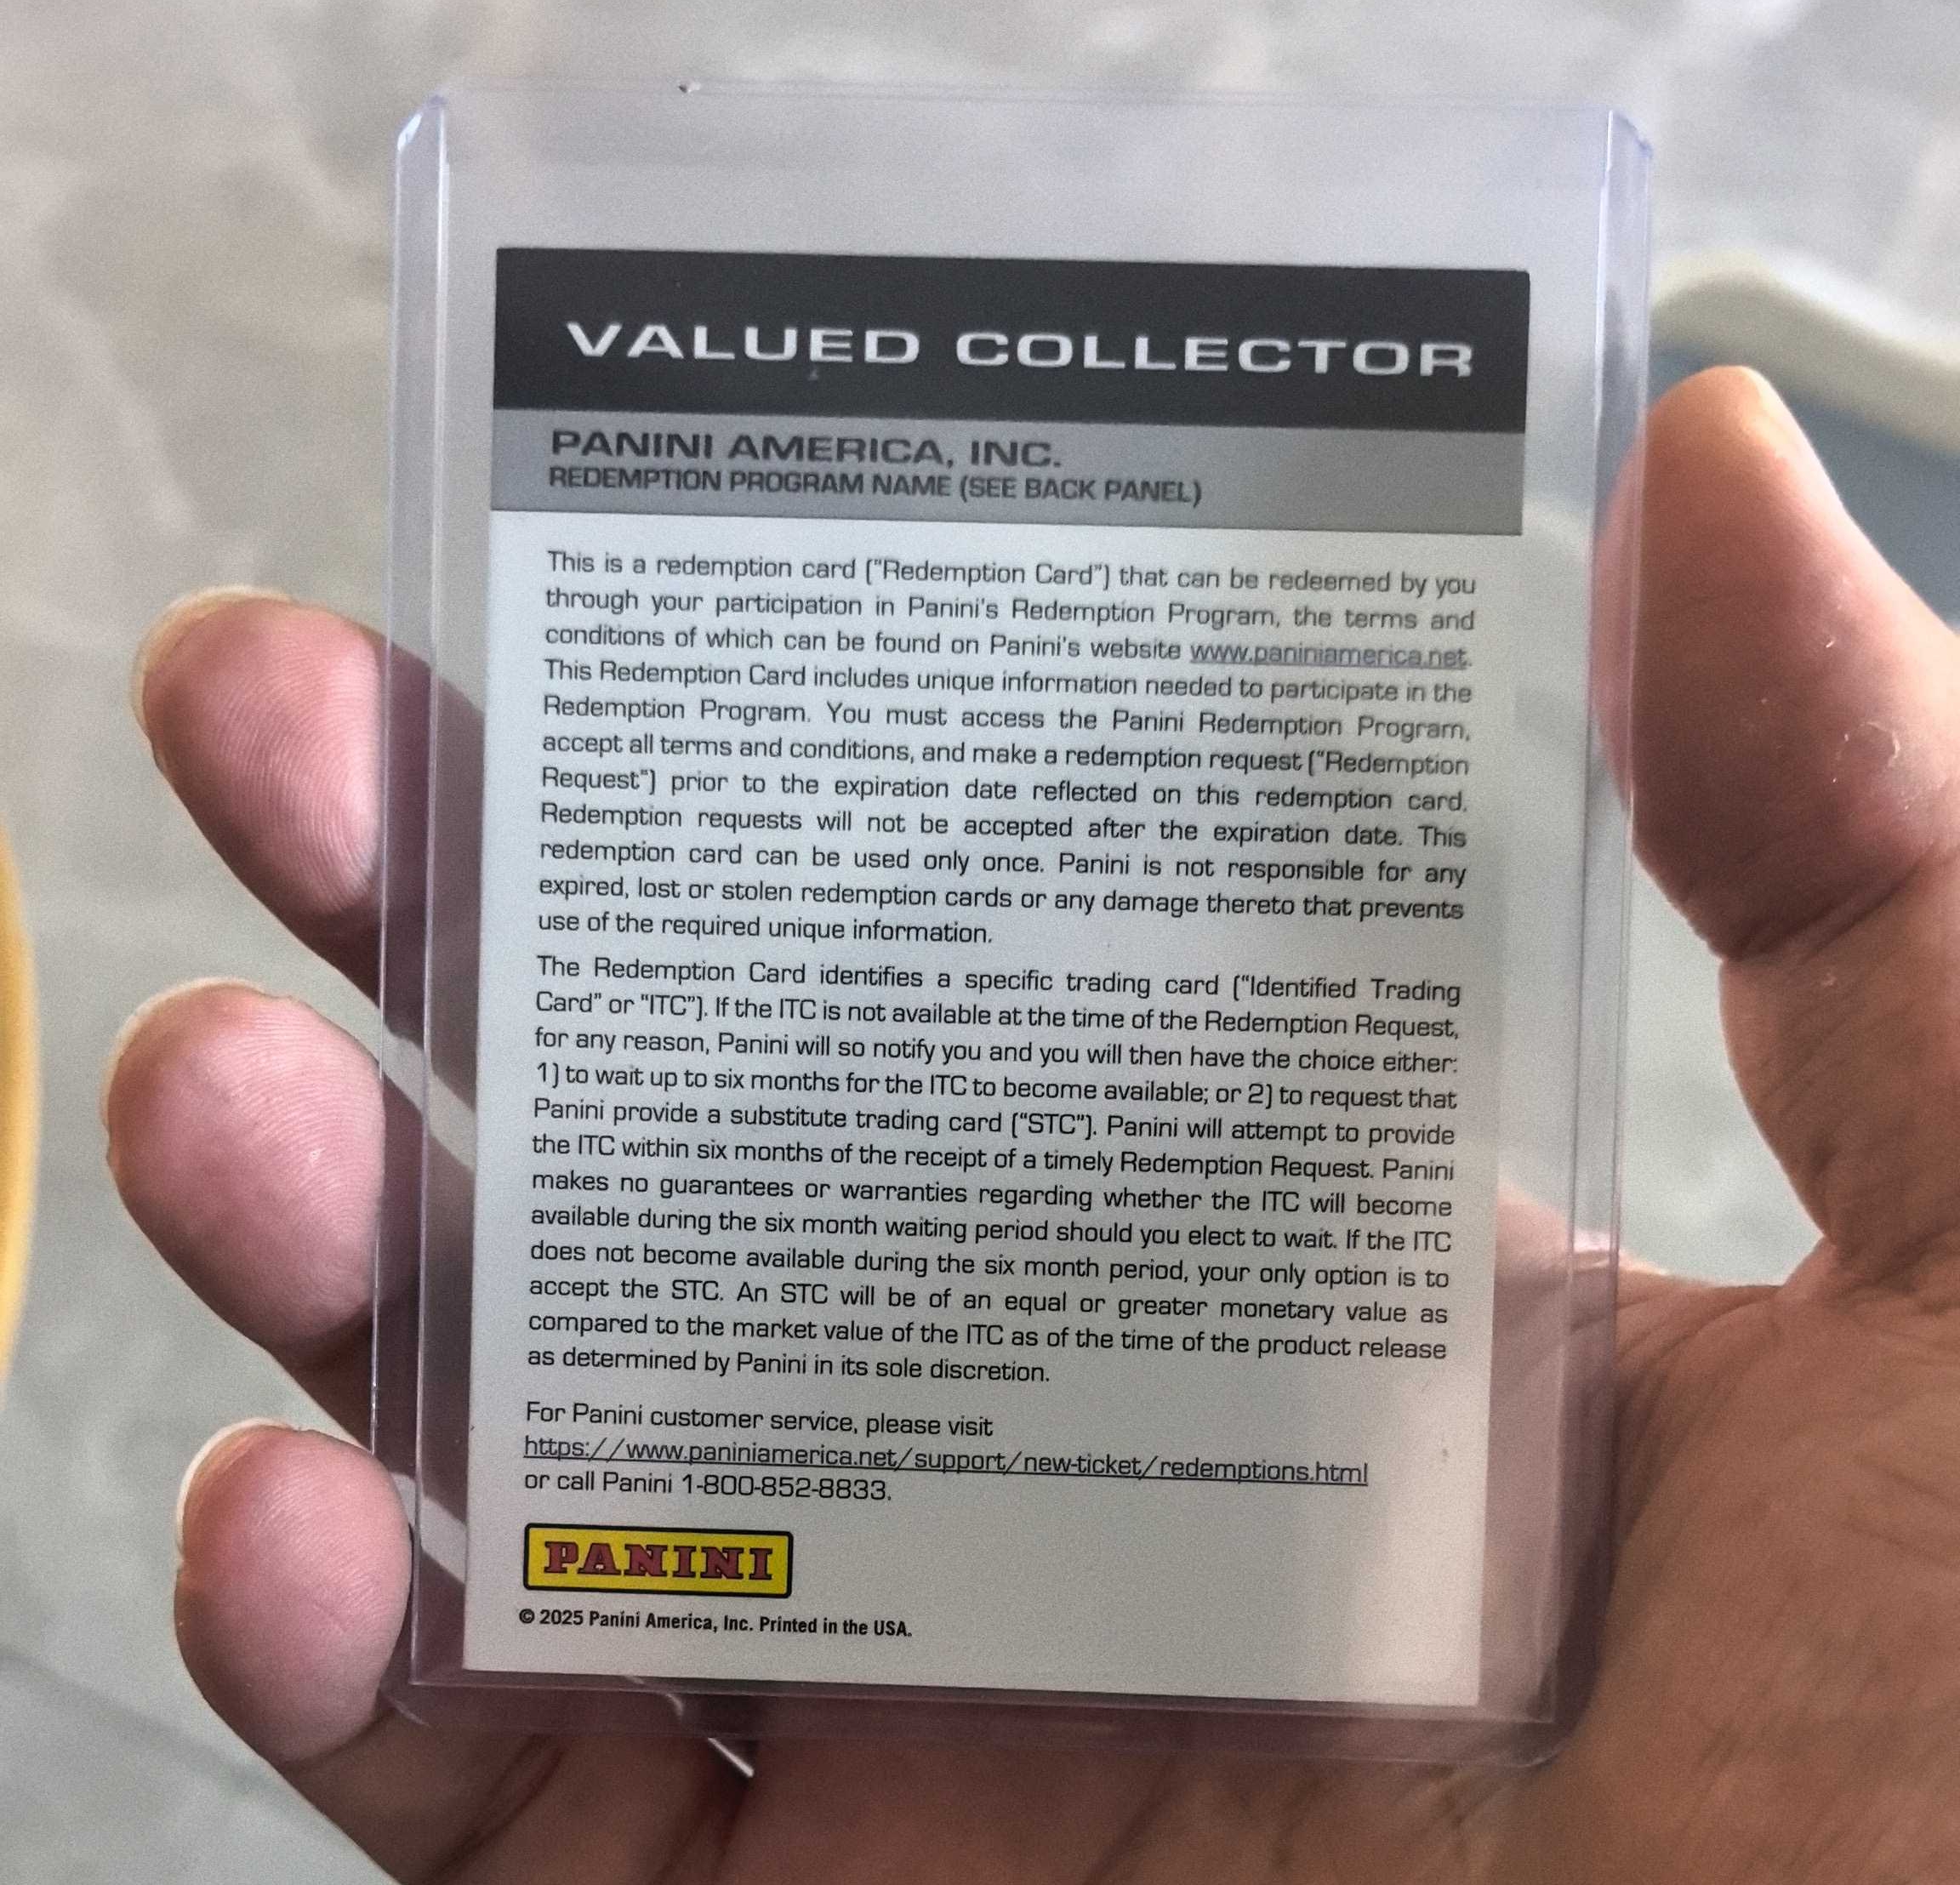 VALUED COLLECTOR
PANINI AMERICA, INC.
REDEMPTION PROGRAM NAME (SEE BACK PANEL)
This is a redemption card ("Redemption Card") that can be redeemed by you
through your participation in Panini's Redemption Program, the terms and
conditions of which can be found on Panini's website www.paniniamerica.net.
This Redemption Card includes unique information needed to participate in the
Redemption Program. You must access the Panini Redemption Program,
accept all terms and conditions, and make a redemption request ("Redemption
Request") prior to the expiration date reflected on this redemption card.
Redemption requests will not be accepted after the expiration date. This
redemption card can be used only once. Panini is not responsible for any
expired, lost or stolen redemption cards or any damage thereto that prevents
use of the required unique information.
The Redemption Card identifies a specific trading card ("Identified Trading
Card" or "ITC"). If the ITC is not available at the time of the Redemption Request,
for any reason, Panini will so notify you and you will then have the choice either:
1) to wait up to six months for the ITC to become available; or 2) to request that
Panini provide a substitute trading card ("STC"). Panini will attempt to provide
the ITC within six months of the receipt of a timely Redemption Request. Panini
makes no guarantees or warranties regarding whether the ITC will become
available during the six month waiting period should you elect to wait. If the ITC
does not become available during the six month period, your only option is to
accept the STC. An STC will be of an equal or greater monetary value as
compared to the market value of the ITC as of the time of the product release
as determined by Panini in its sole discretion.
For Panini customer service, please visit
https://www.paniniamerica.net/support/new-ticket/redemptions.html
or call Panini 1-800-852-8833.
PANINI
© 2025 Panini America, Inc. Printed in the USA.